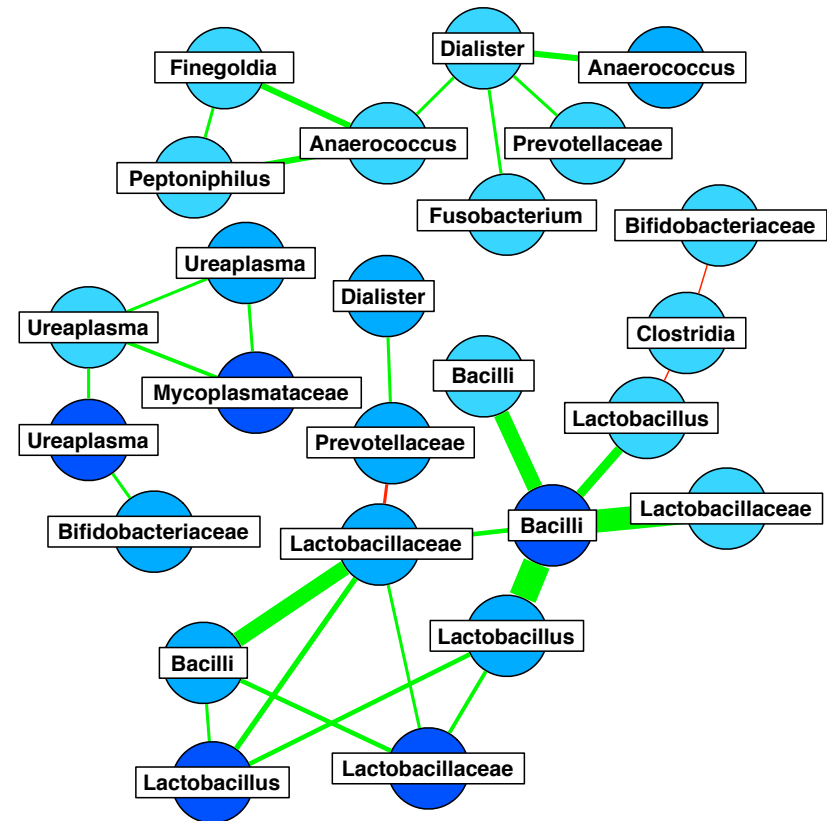 Dialister
Finegoldia
Anaerococcus
Anaerococcus
Prevotellaceae
Peptoniphilus
Fusobacterium
Bifidobacteriaceae
Ureaplasma
Dialister
Ureaplasma
Clostridia
Bacilli
Mycoplasmataceae
Lactobacillus
Ureaplasma
Prevotellaceae
Lactobacillaceae
Bacilli
Bifidobacteriaceae
Lactobacillaceae
Lactobacillus
Bacilli
Lactobacillaceae
Lactobacillus